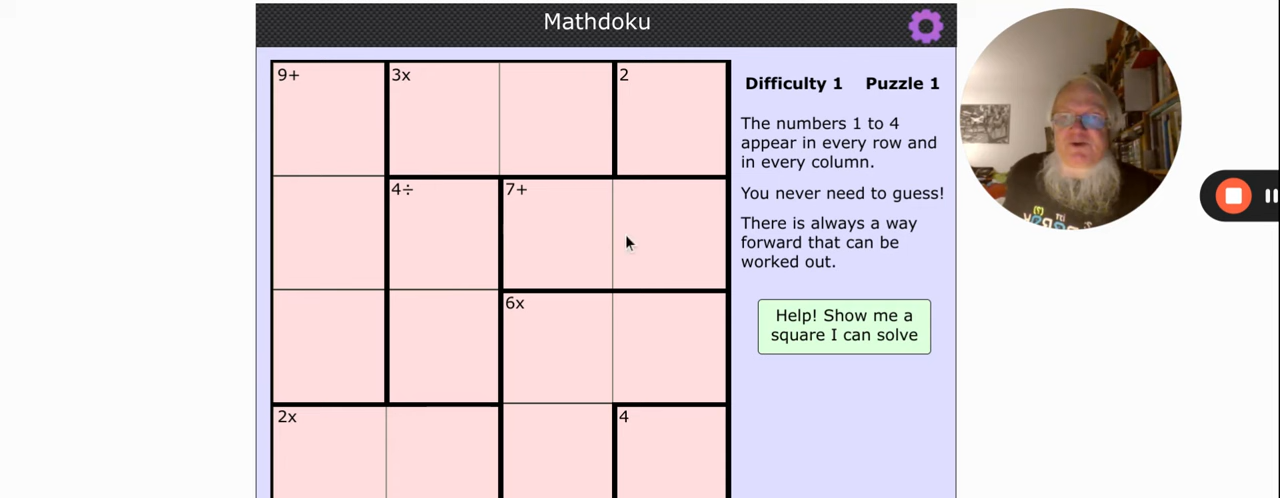 Mathdoku
9+
3x
2
Difficulty 1 Puzzle 1
The numbers 1 to 4
appear in every row and
in every column.
4÷
7+
You never need to guess!
There is always a way
forward that can be
worked out.
6x
Help! Show me a
square I can solve
2x
4